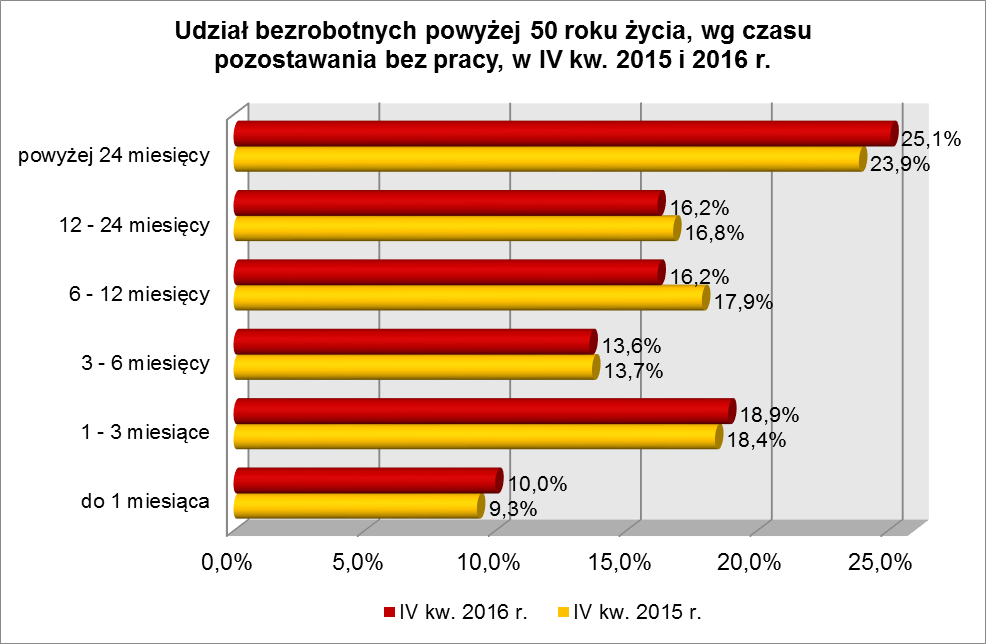 Udział bezrobotnych powyżej 50 roku życia, wg czasu
pozostawania bez pracy, w IV kw. 2015 i 2016 r.
powyżej 24 miesięcy
25,1%
23,9%
12 - 24 miesięcy
16,2%
16,8%
6 - 12 miesięcy
16,2%
17,9%
3 - 6 miesięcy
13,6%
13,7%
1 - 3 miesiące
18,9%
18,4%
do 1 miesiąca
10,0%
9,3%
0,0% 5,0% 10,0% 15,0% 20,0% 25,0%
IV kw. 2016 r. IV kw. 2015 r.